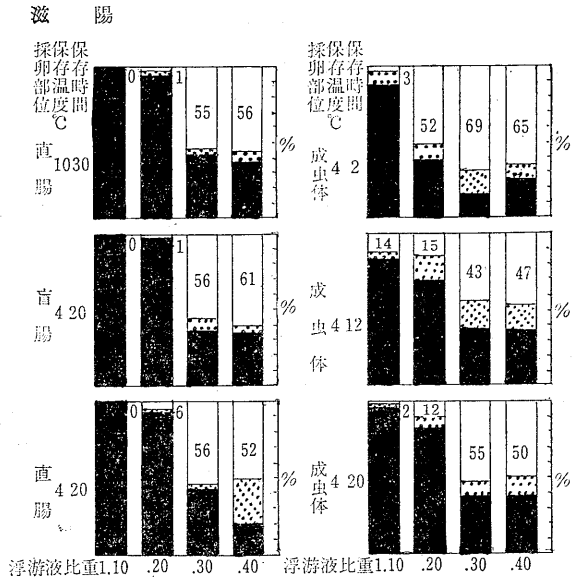 滋陽
採卵部位 保存温度℃ 保存時間
直腸 10 30
0 1 55 56
%
盲腸 4 20
0 1 56 61
%
直腸 4 20
0 6 56 52
%
浮游液比重 1.10 .20 .30 .40
採卵部位 保存温度℃ 保存時間
成虫体 4 2
3 52 69 65
%
成虫体 4 12
14 15 43 47
%
成虫体 4 20
2 12 55 50
%
浮游液比重 1.10 .20 .30 .40